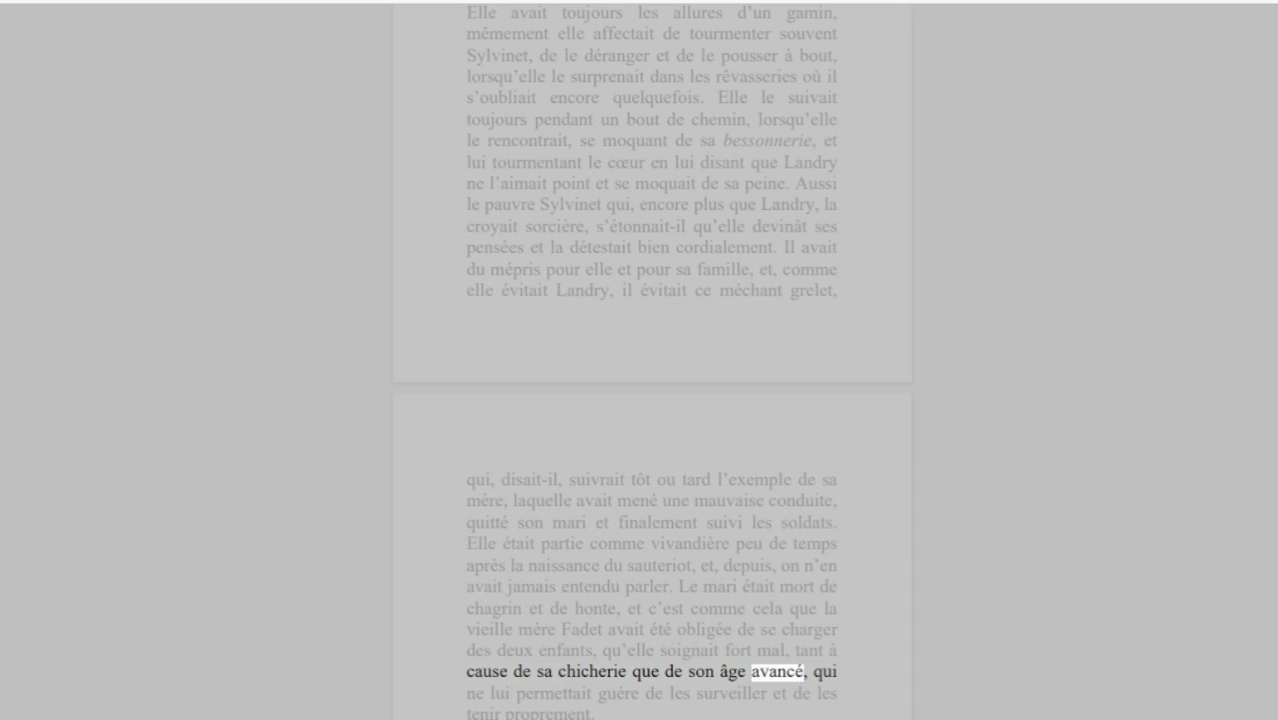 Elle avait toujours les allures d’un gamin,
mêmement elle affectait de tourmenter souvent
Sylvinet, de le déranger et de le pousser à bout,
lorsqu’elle le surprenait dans les rêvasseries où il
s’oubliait encore quelquefois. Elle le suivait
toujours pendant un bout de chemin, lorsqu’elle
le rencontrait, se moquant de sa bessonnerie, et
lui tourmentant le cœur en lui disant que Landry
ne l’aimait point et se moquait de sa peine. Aussi
le pauvre Sylvinet qui, encore plus que Landry, la
croyait sorcière, s’étonnait-il qu’elle devinât ses
pensées et la détestait bien cordialement. Il avait
du mépris pour elle et pour sa famille, et, comme
elle évitait Landry, il évitait ce méchant grelet,
qui, disait-il, suivrait tôt ou tard l’exemple de sa
mère, laquelle avait mené une mauvaise conduite,
quitté son mari et finalement suivi les soldats.
Elle était partie comme vivandière peu de temps
après la naissance du sauteriot, et, depuis, on n’en
avait jamais entendu parler. Le mari était mort de
chagrin et de honte, et c’est comme cela que la
vieille mère Fadet avait été obligée de se charger
des deux enfants, qu’elle soignait fort mal, tant à
cause de sa chicherie que de son âge avancé, qui
ne lui permettait guère de les surveiller et de les
tenir proprement.